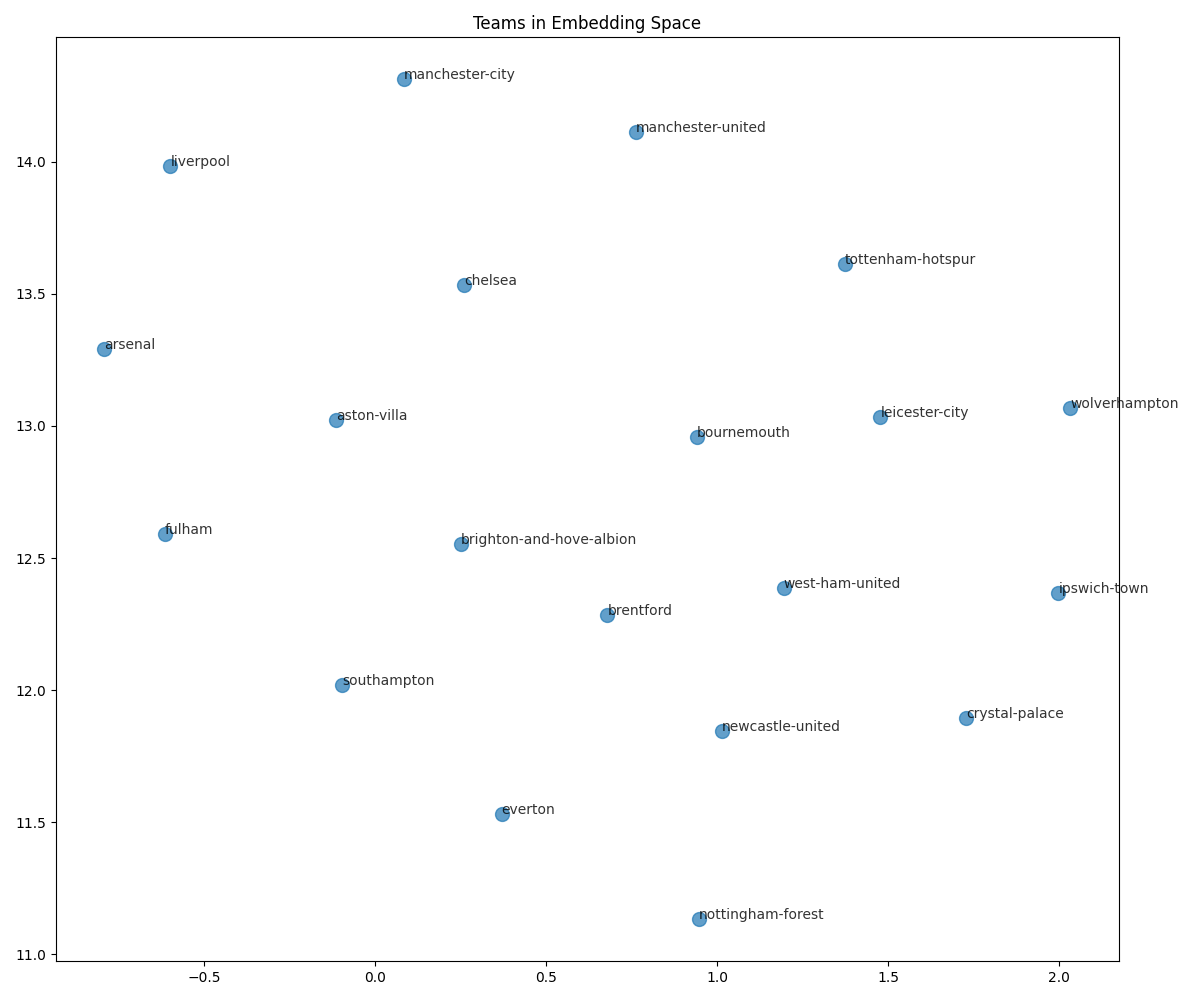 Teams in Embedding Space
manchester-city
manchester-united
14.0
liverpool
tottenham-hotspur
chelsea
13.5
arsenal
wolverhampton
leicester-city
aston-villa
bournemouth
13.0
fulham
brighton-and-hove-albion
12.5
west-ham-united
ipswich-town
brentford
southampton
12.0
crystal-palace
newcastle-united
everton
11.5
nottingham-forest
11.0
−0.5 0.0 0.5 1.0 1.5 2.0